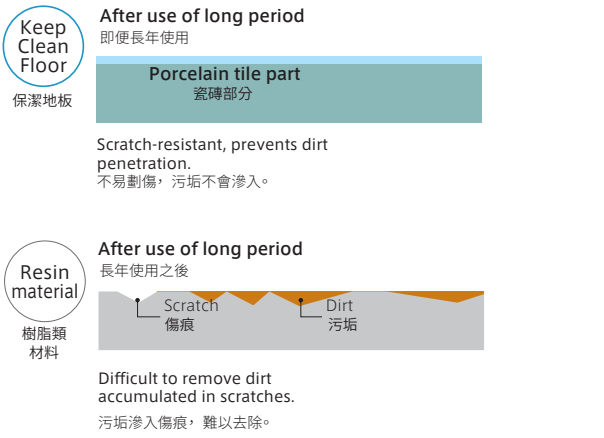 Keep
Clean
Floor
保潔地板
After use of long period
即便長年使用
Porcelain tile part
瓷磚部分
Scratch-resistant, prevents dirt
penetration.
不易劃傷，污垢不會滲入。
Resin
material
樹脂類
材料
After use of long period
長年使用之後
Scratch
傷痕
Dirt
污垢
Difficult to remove dirt
accumulated in scratches.
污垢滲入傷痕，難以去除。